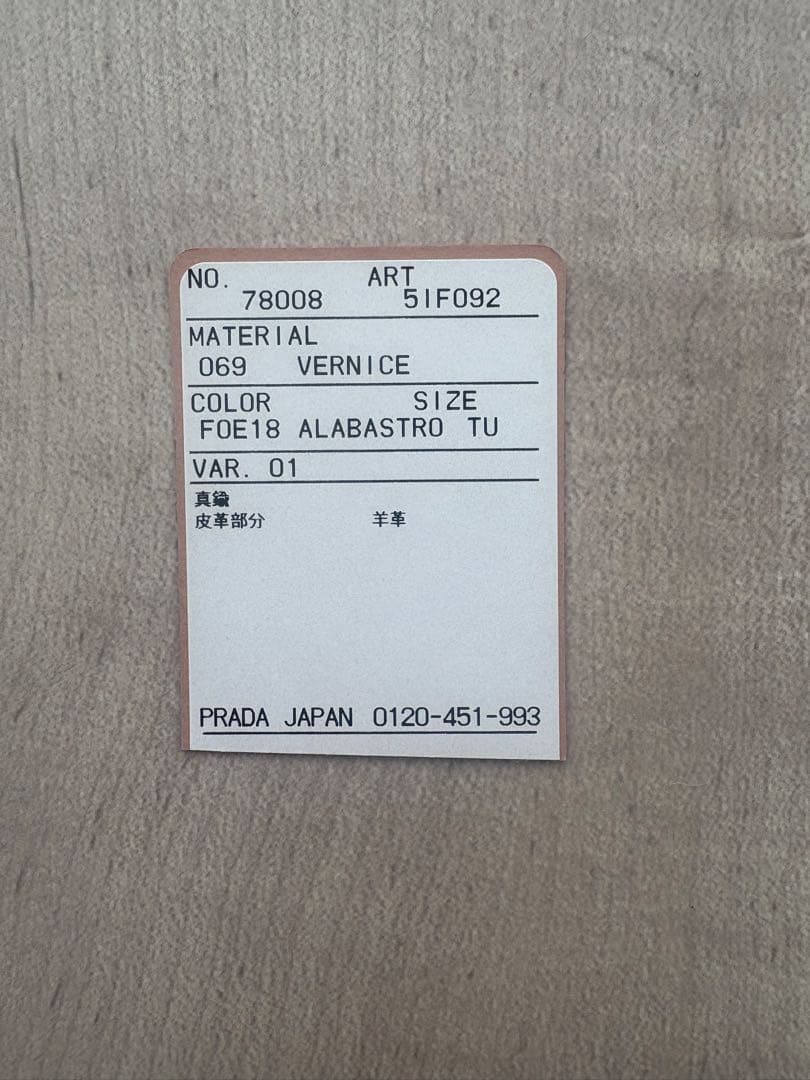 NO. ART
78008 5IF092
MATERIAL
069 VERNICE
COLOR SIZE
F0E18 ALABASTRO TU
VAR. 01
真鍮
皮革部分 羊革
PRADA JAPAN 0120-451-993